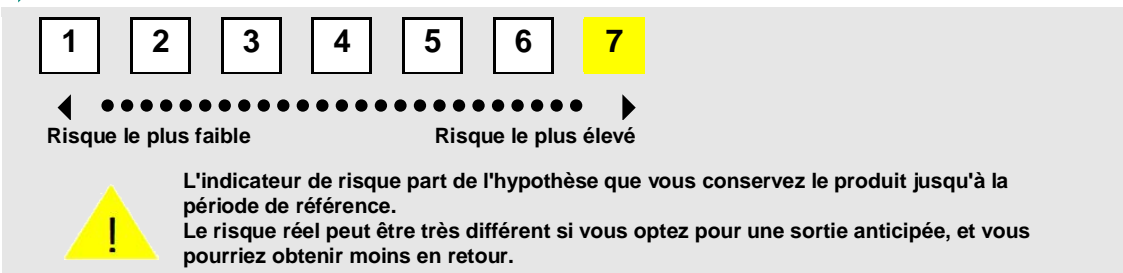 1 2 3 4 5 6 7
Risque le plus faible Risque le plus élevé
L'indicateur de risque part de l'hypothèse que vous conservez le produit jusqu'à la
période de référence.
Le risque réel peut être très différent si vous optez pour une sortie anticipée, et vous
pourriez obtenir moins en retour.
!